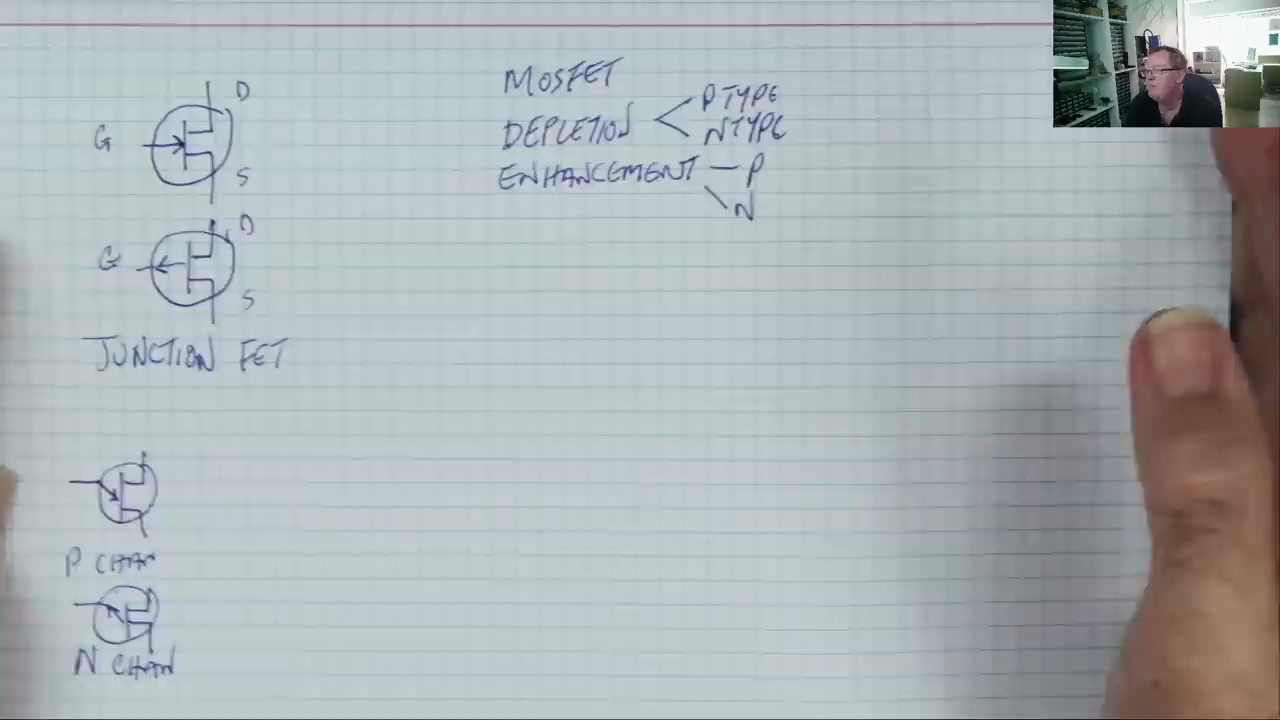 D
G
S
D
G
S
JUNCTION FET
P CHAN
N CHAN
MOSFET
DEPLETION P TYPE
N TYPE
ENHANCEMENT P
N